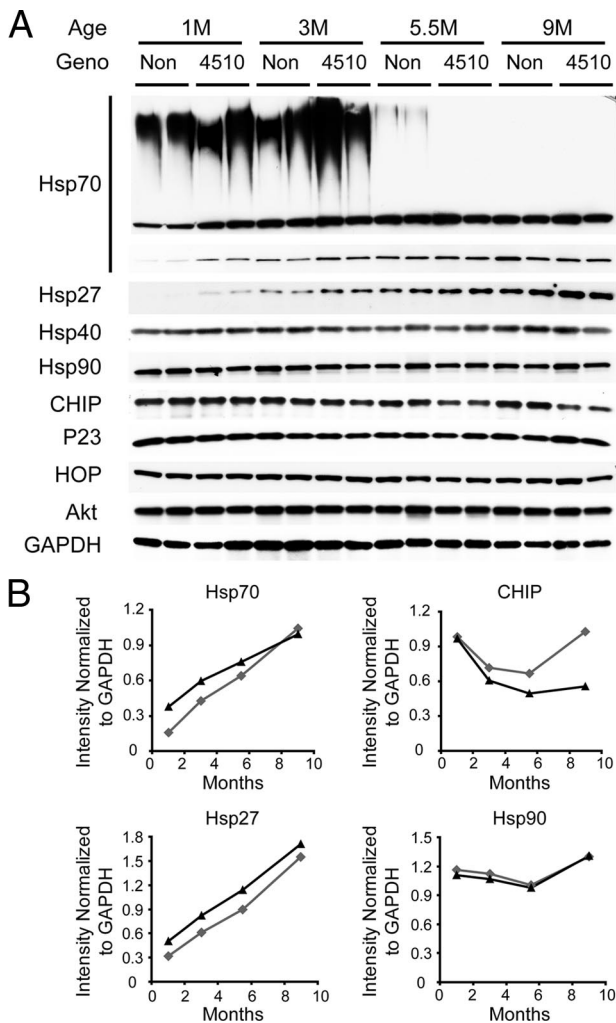 A
Age 1M 3M 5.5M 9M
Geno Non 4510 Non 4510 Non 4510 Non 4510
Hsp70
Hsp27
Hsp40
Hsp90
CHIP
P23
HOP
Akt
GAPDH
B
Hsp70
Intensity Normalized
to GAPDH
1.2
0.9
0.6
0.3
0
0 2 4 6 8 10
Months
CHIP
Intensity Normalized
to GAPDH
1.2
0.9
0.6
0.3
0
0 2 4 6 8 10
Months
Hsp27
Intensity Normalized
to GAPDH
1.8
1.5
1.2
0.9
0.6
0.3
0
0 2 4 6 8 10
Months
Hsp90
Intensity Normalized
to GAPDH
1.5
1.2
0.9
0.6
0.3
0
0 2 4 6 8 10
Months